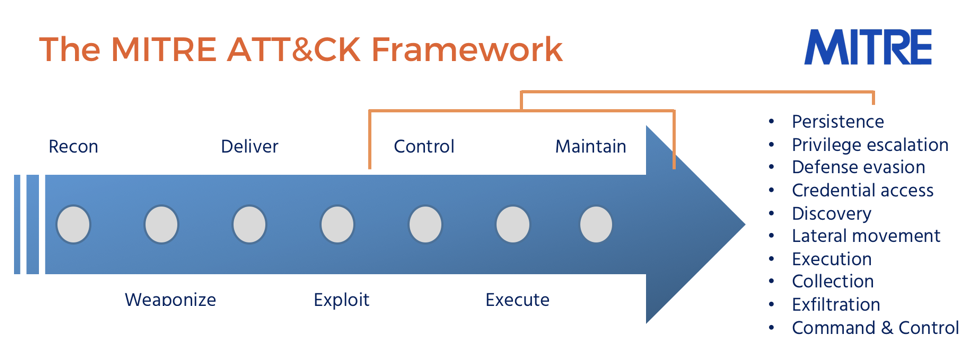 The MITRE ATT&CK Framework
MITRE
Recon
Deliver
Control
Maintain
Weaponize
Exploit
Execute
• Persistence
• Privilege escalation
• Defense evasion
• Credential access
• Discovery
• Lateral movement
• Execution
• Collection
• Exfiltration
• Command & Control